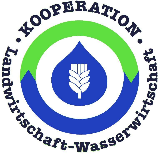 • KOOPERATION •
Landwirtschaft-Wasserwirtschaft